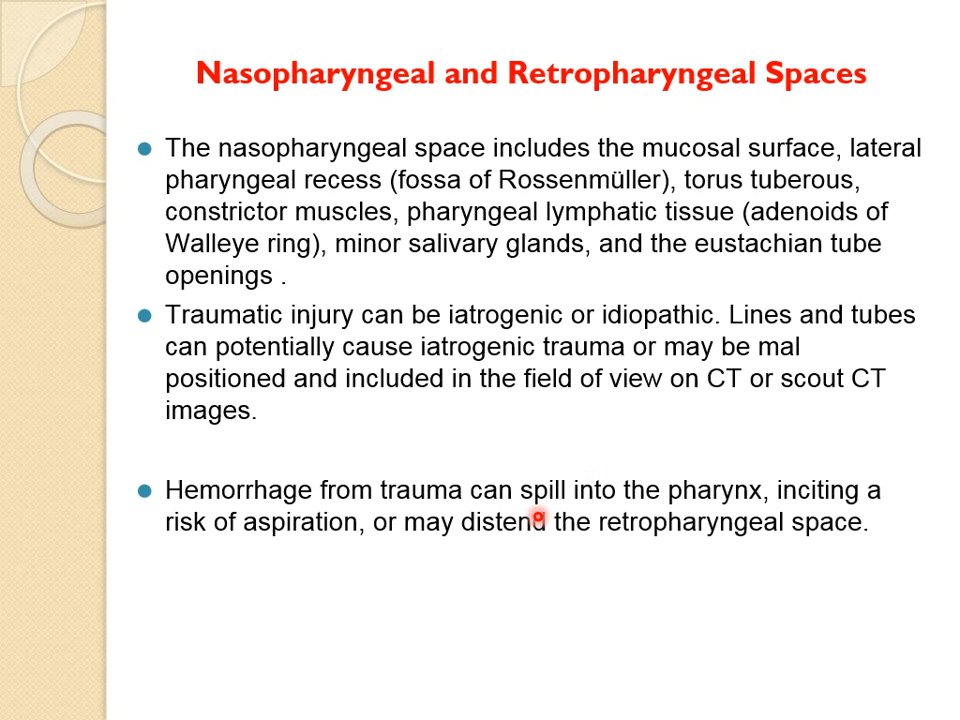 Nasopharyngeal and Retropharyngeal Spaces
The nasopharyngeal space includes the mucosal surface, lateral
pharyngeal recess (fossa of Rossenmüller), torus tuberous,
constrictor muscles, pharyngeal lymphatic tissue (adenoids of
Walleye ring), minor salivary glands, and the eustachian tube
openings .
Traumatic injury can be iatrogenic or idiopathic. Lines and tubes
can potentially cause iatrogenic trauma or may be mal
positioned and included in the field of view on CT or scout CT
images.
Hemorrhage from trauma can spill into the pharynx, inciting a
risk of aspiration, or may distend the retropharyngeal space.